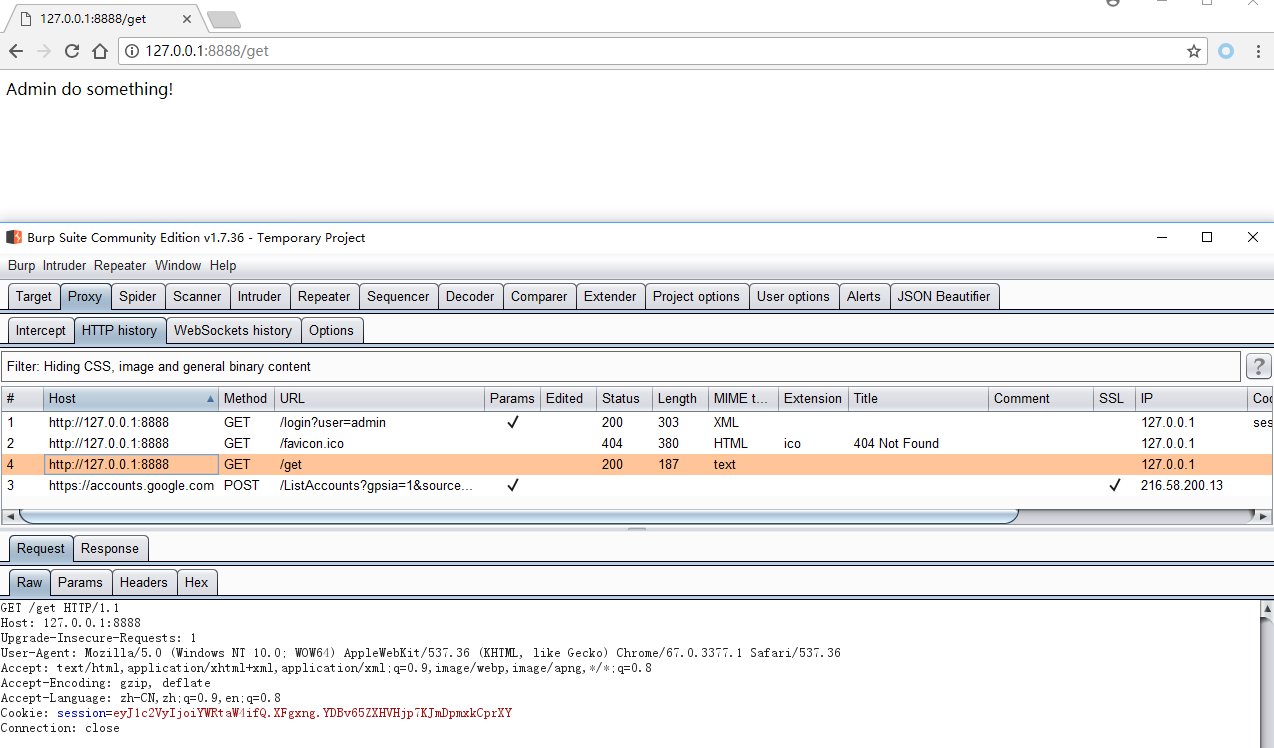 127.0.0.1:8888/get
127.0.0.1:8888/get
Admin do something!
Burp Suite Community Edition v1.7.36 - Temporary Project
Burp Intruder Repeater Window Help
Target Proxy Spider Scanner Intruder Repeater Sequencer Decoder Comparer Extender Project options User options Alerts JSON Beautifier
Intercept HTTP history WebSockets history Options
Filter: Hiding CSS, image and general binary content ?
# Host Method URL Params Edited Status Length MIME t... Extension Title Comment SSL IP Coo
1 http://127.0.0.1:8888 GET /login?user=admin ✓ 200 303 XML 127.0.0.1 ses
2 http://127.0.0.1:8888 GET /favicon.ico 404 380 HTML ico 404 Not Found 127.0.0.1
4 http://127.0.0.1:8888 GET /get 200 187 text 127.0.0.1
3 https://accounts.google.com POST /ListAccounts?gpsia=1&source... ✓ ✓ 216.58.200.13
Request Response
Raw Params Headers Hex
GET /get HTTP/1.1
Host: 127.0.0.1:8888
Upgrade-Insecure-Requests: 1
User-Agent: Mozilla/5.0 (Windows NT 10.0; WOW64) AppleWebKit/537.36 (KHTML, like Gecko) Chrome/67.0.3377.1 Safari/537.36
Accept: text/html,application/xhtml+xml,application/xml;q=0.9,image/webp,image/apng,*/*;q=0.8
Accept-Encoding: gzip, deflate
Accept-Language: zh-CN,zh;q=0.9,en;q=0.8
Cookie: session=eyJ1c2VyIjoiYWRtaW4ifQ.XFgxng.YDBv65ZXHVHjp7KJmDpmxkCprXY
Connection: close